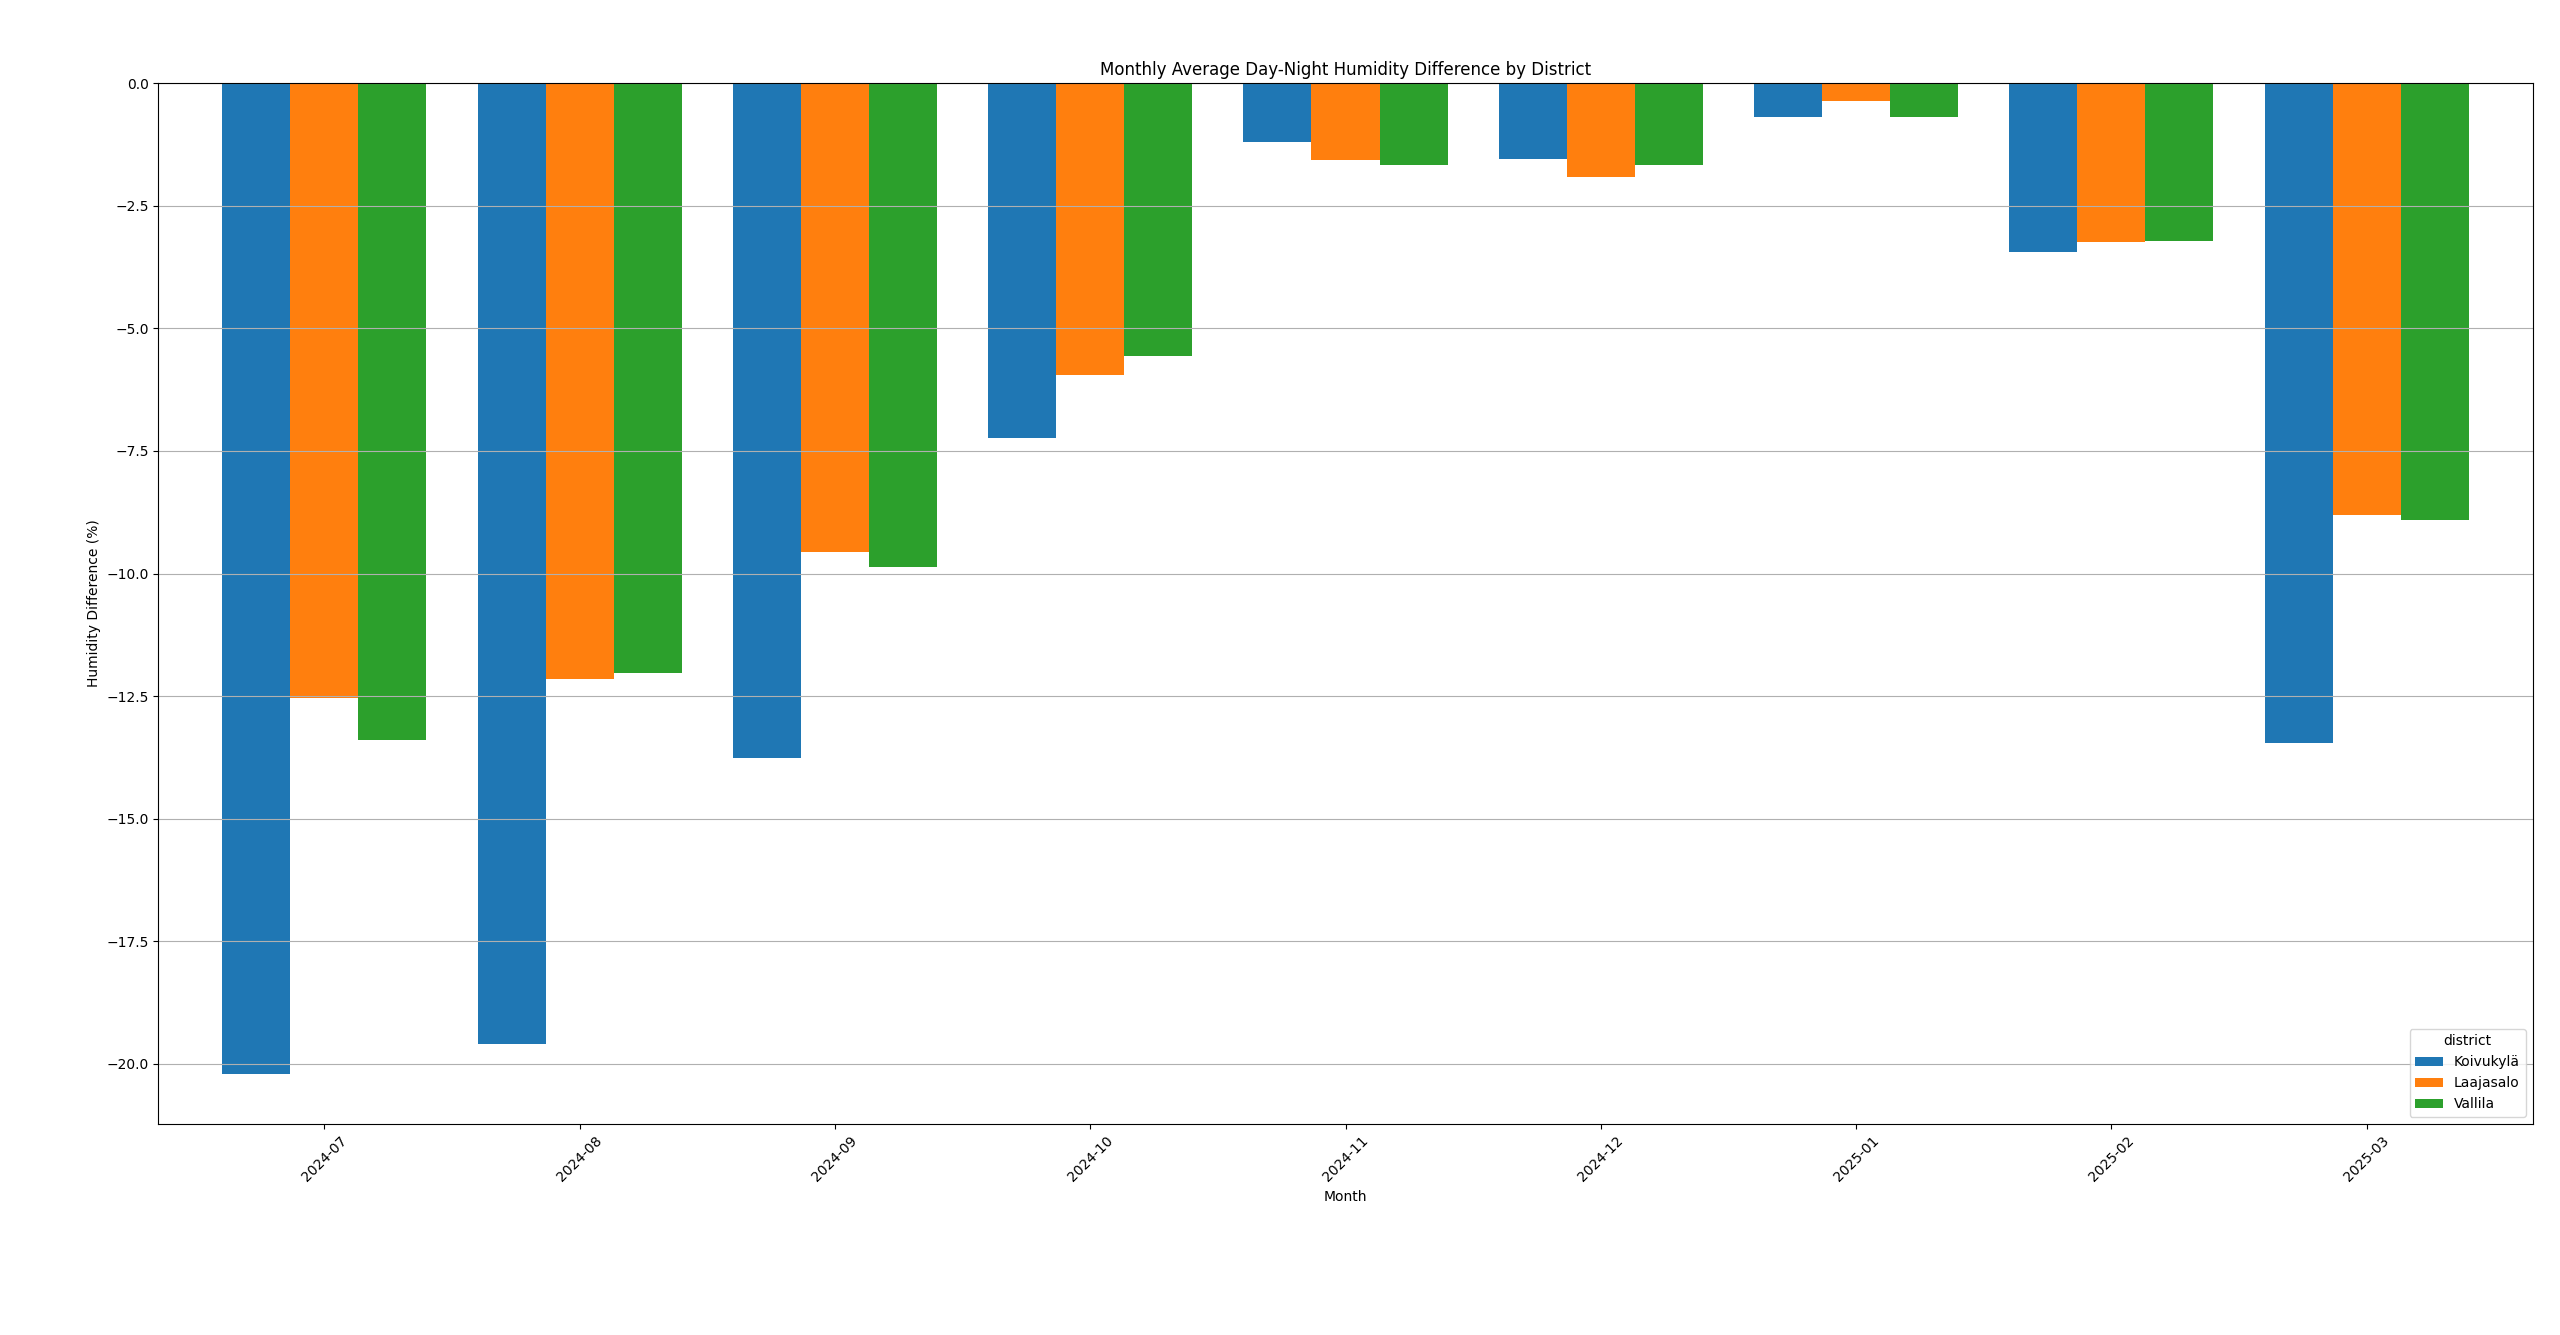 Monthly Average Day-Night Humidity Difference by District
0.0
−2.5
−5.0
−7.5
−10.0
−12.5
−15.0
−17.5
−20.0
Humidity Difference (%)
2024-07
2024-08
2024-09
2024-10
2024-11
2024-12
2025-01
2025-02
2025-03
Month
district
Koivukylä
Laajasalo
Vallila